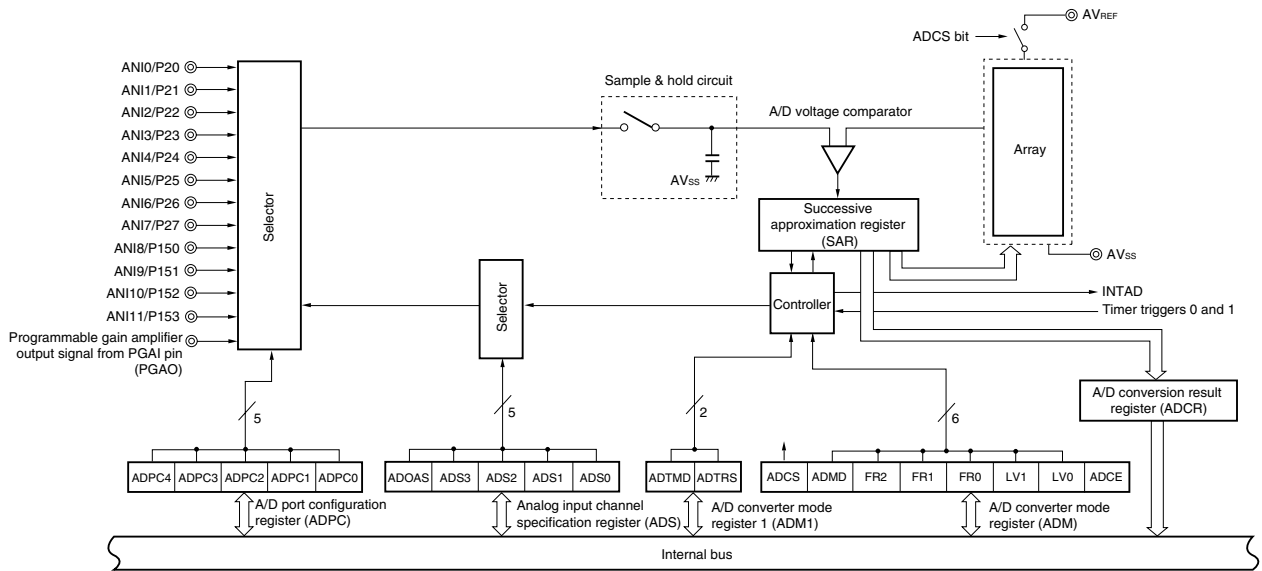 AVREF
ADCS bit
ANI0/P20
ANI1/P21
ANI2/P22
ANI3/P23
ANI4/P24
ANI5/P25
ANI6/P26
ANI7/P27
ANI8/P150
ANI9/P151
ANI10/P152
ANI11/P153
Programmable gain amplifier
output signal from PGAI pin
(PGAO)
Selector
Sample & hold circuit
AVSS
A/D voltage comparator
Array
AVSS
Successive
approximation register
(SAR)
Selector
Controller
INTAD
Timer triggers 0 and 1
A/D conversion result
register (ADCR)
5
5
2
6
ADPC4 ADPC3 ADPC2 ADPC1 ADPC0
ADOAS ADS3 ADS2 ADS1 ADS0
ADTMD ADTRS
ADCS ADMD FR2 FR1 FR0 LV1 LV0 ADCE
A/D port configuration
register (ADPC)
Analog input channel
specification register (ADS)
A/D converter mode
register 1 (ADM1)
A/D converter mode
register (ADM)
Internal bus